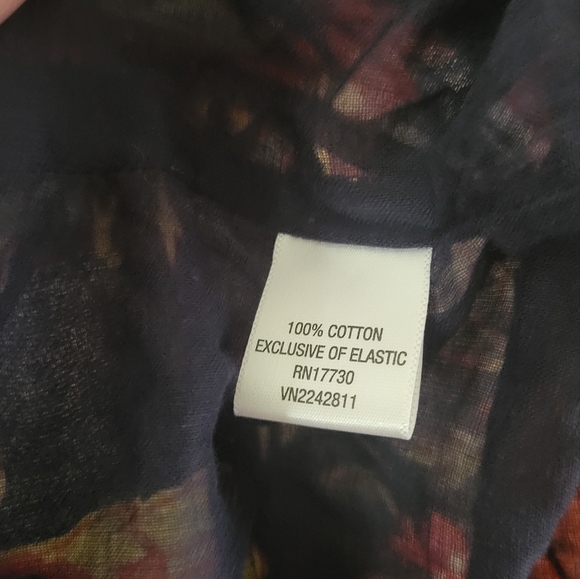 100% COTTON
EXCLUSIVE OF ELASTIC
RN17730
VN2242811